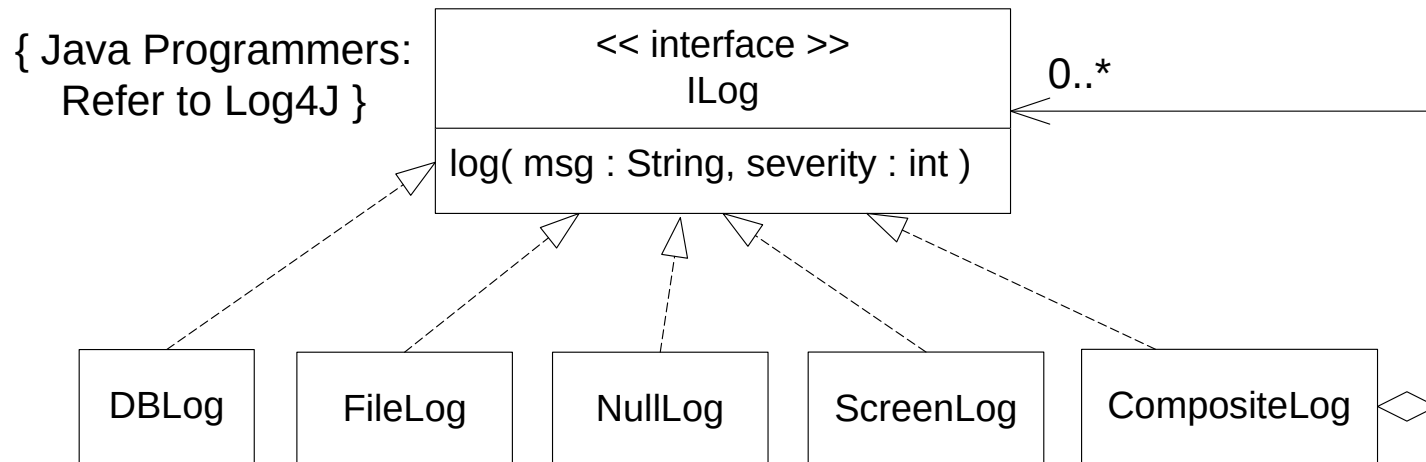 { Java Programmers:
Refer to Log4J }
<< interface >>
ILog
0..*
log( msg : String, severity : int )
DBLog
FileLog
NullLog
ScreenLog
CompositeLog